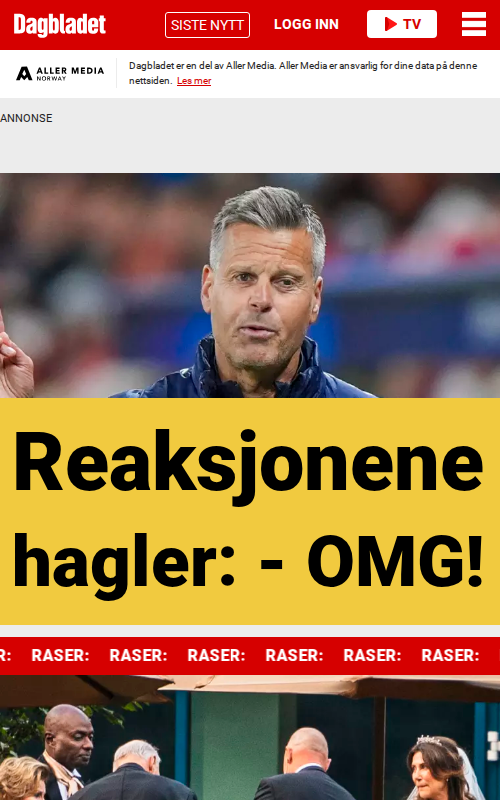 Dagbladet
SISTE NYTT
LOGG INN
TV
ALLER MEDIA
NORWAY
Dagbladet er en del av Aller Media. Aller Media er ansvarlig for dine data på denne
nettsiden. Les mer
ANNONSE
Reaksjonene
hagler: - OMG!
R: RASER: RASER: RASER: RASER: RASER: RASER: